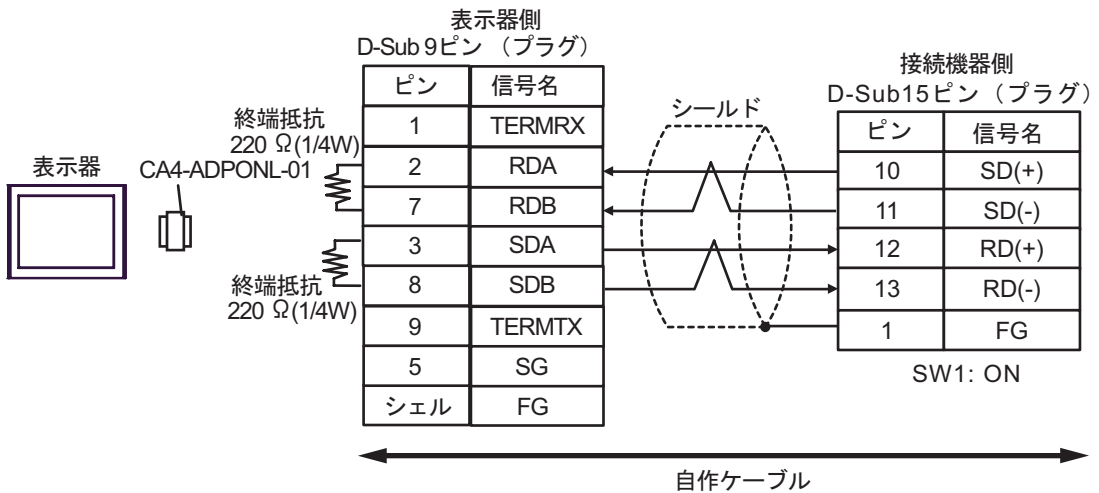 表示器側
D-Sub 9ピン （プラグ）
ピン 信号名
1 TERMRX
2 RDA
7 RDB
3 SDA
8 SDB
9 TERMTX
5 SG
シェル FG
終端抵抗
220 Ω(1/4W)
表示器
CA4-ADPONL-01
終端抵抗
220 Ω(1/4W)
シールド
接続機器側
D-Sub15ピン（プラグ）
ピン 信号名
10 SD(+)
11 SD(-)
12 RD(+)
13 RD(-)
1 FG
SW1: ON
自作ケーブル